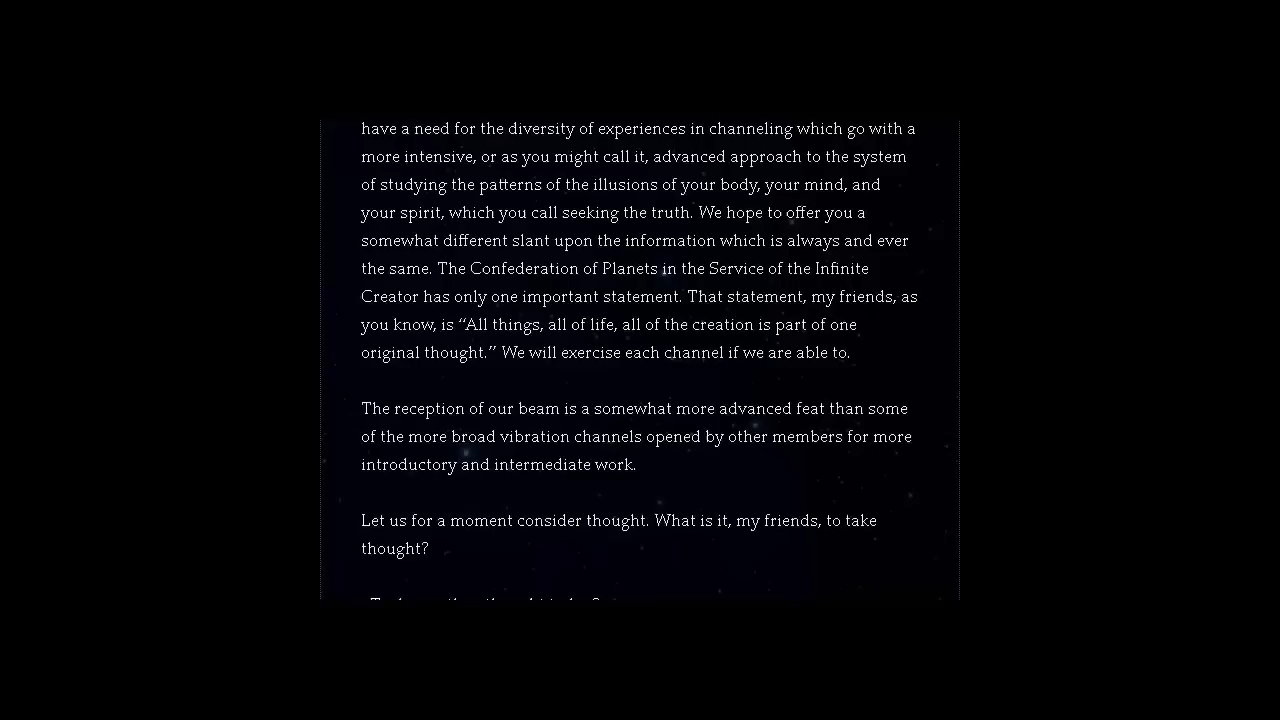 have a need for the diversity of experiences in channeling which go with a
more intensive, or as you might call it, advanced approach to the system
of studying the patterns of the illusions of your body, your mind, and
your spirit, which you call seeking the truth. We hope to offer you a
somewhat different slant upon the information which is always and ever
the same. The Confederation of Planets in the Service of the Infinite
Creator has only one important statement. That statement, my friends, as
you know, is “All things, all of life, all of the creation is part of one
original thought.” We will exercise each channel if we are able to.
The reception of our beam is a somewhat more advanced feat than some
of the more broad vibration channels opened by other members for more
introductory and intermediate work.
Let us for a moment consider thought. What is it, my friends, to take
thought?